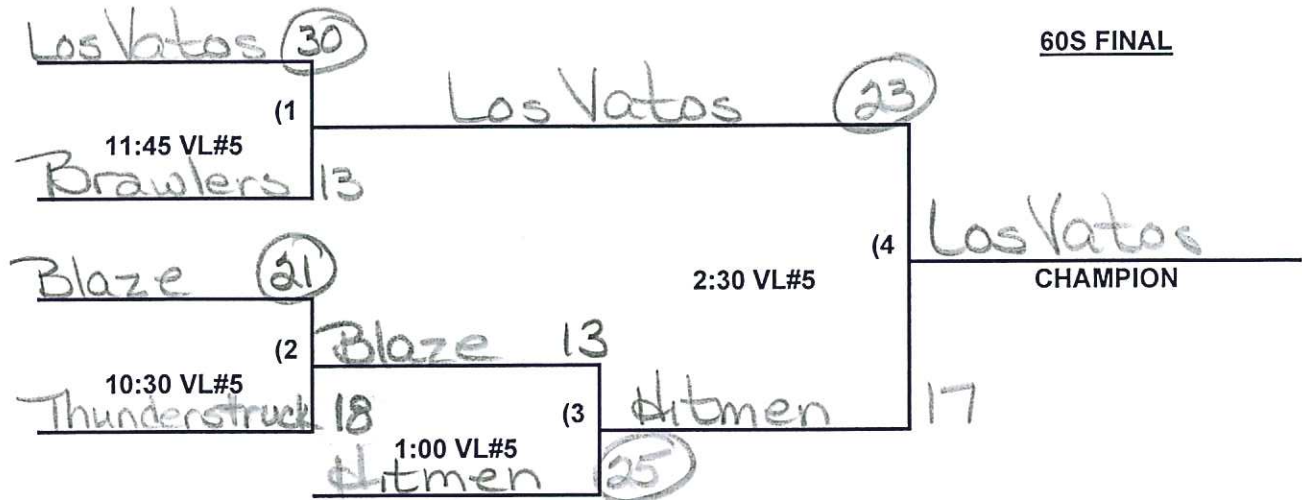 Los Vatos 30
60S FINAL
Los Vatos 23
(1
11:45 VL#5
Brawlers 13
Los Vatos
(4
Blaze 21
2:30 VL#5
CHAMPION
(2
Blaze 13
10:30 VL#5
Thunderstruck 18
(3
Hitmen 17
1:00 VL#5
Hitmen 25